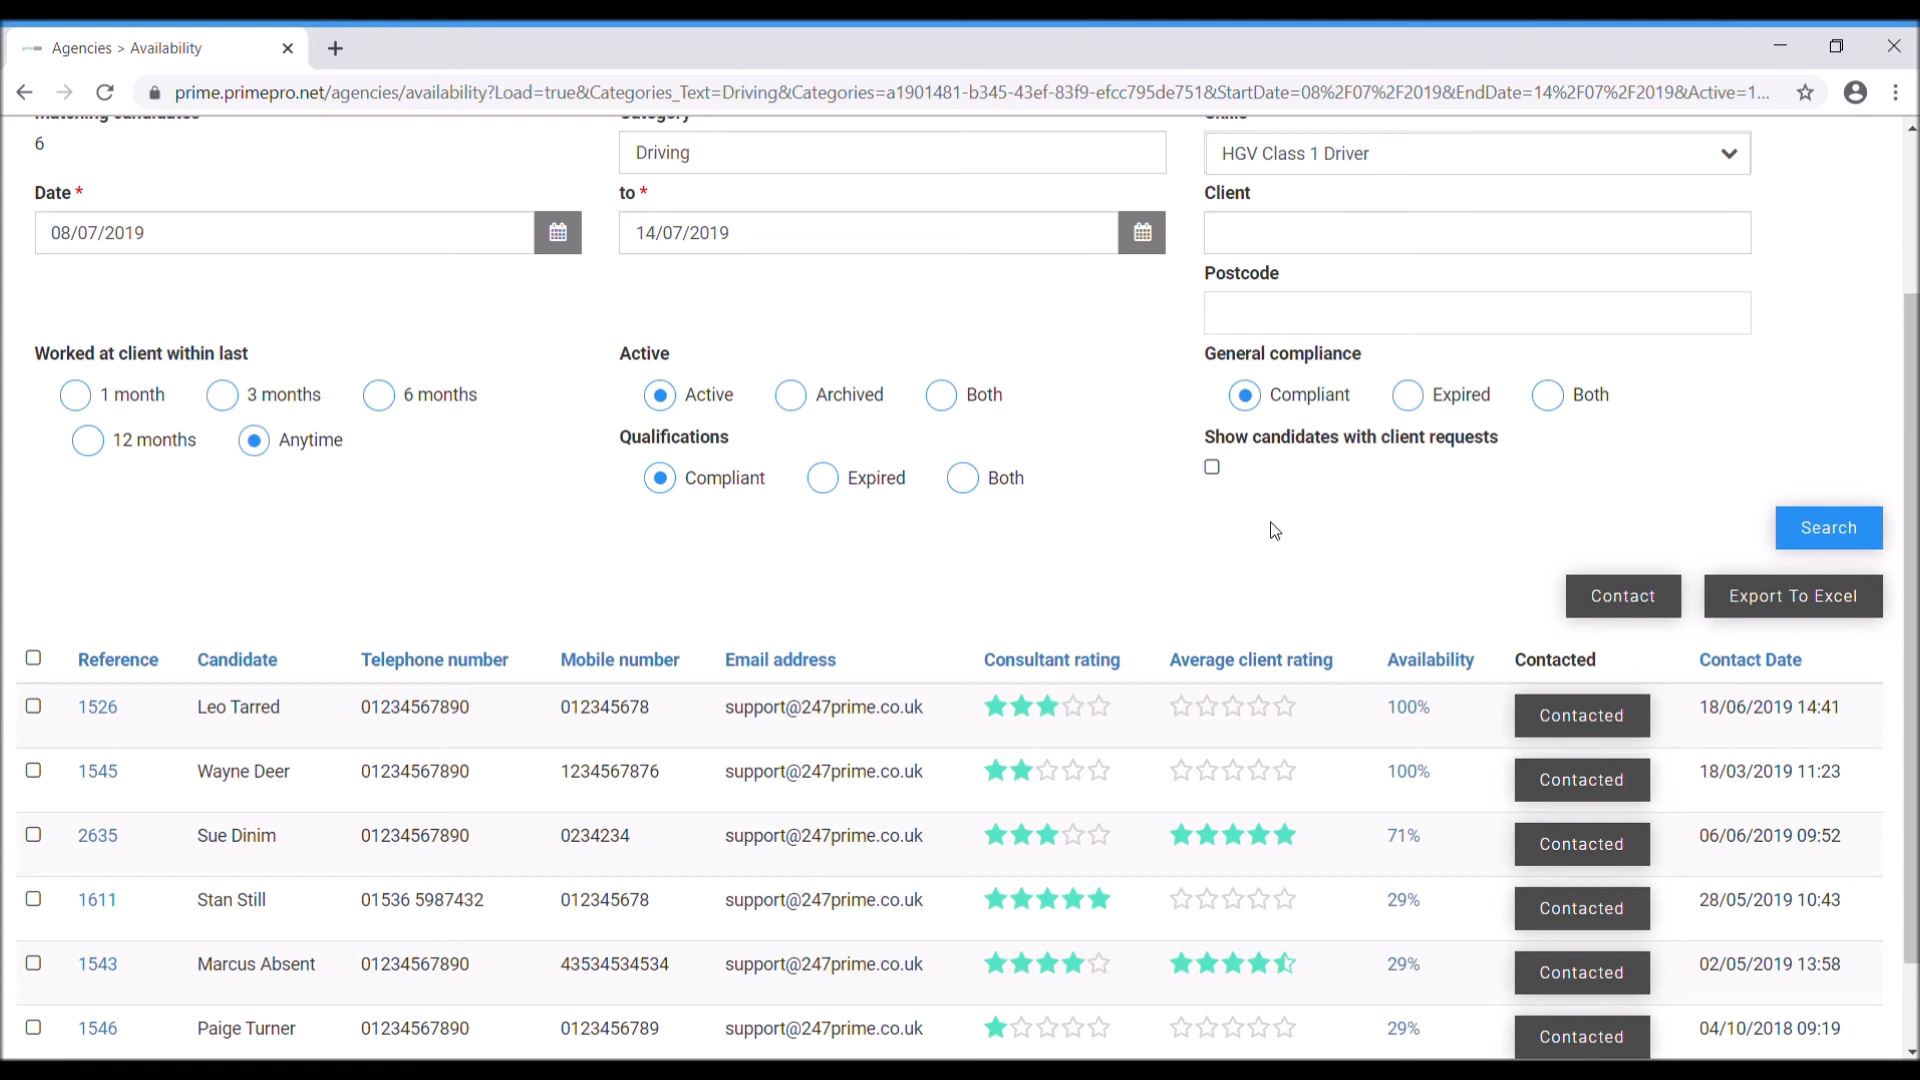 Agencies > Availability
prime.primepro.net/agencies/availability?Load=true&Categories_Text=Driving&Categories=a1901481-b345-43ef-83f9-efcc795de751&StartDate=08%2F07%2F2019&EndDate=14%2F07%2F2019&Active=1...
Matching candidates Category Skills
6 Driving HGV Class 1 Driver
Date * to * Client
08/07/2019 14/07/2019
Postcode
Worked at client within last Active General compliance
1 month 3 months 6 months Active Archived Both Compliant Expired Both
12 months Anytime Qualifications Show candidates with client requests
Compliant Expired Both
Search
Contact Export To Excel
Reference Candidate Telephone number Mobile number Email address Consultant rating Average client rating Availability Contacted Contact Date
1526 Leo Tarred 01234567890 012345678 support@247prime.co.uk 100% Contacted 18/06/2019 14:41
1545 Wayne Deer 01234567890 1234567876 support@247prime.co.uk 100% Contacted 18/03/2019 11:23
2635 Sue Dinim 01234567890 0234234 support@247prime.co.uk 71% Contacted 06/06/2019 09:52
1611 Stan Still 01536 5987432 012345678 support@247prime.co.uk 29% Contacted 28/05/2019 10:43
1543 Marcus Absent 01234567890 43534534534 support@247prime.co.uk 29% Contacted 02/05/2019 13:58
1546 Paige Turner 01234567890 0123456789 support@247prime.co.uk 29% Contacted 04/10/2018 09:19